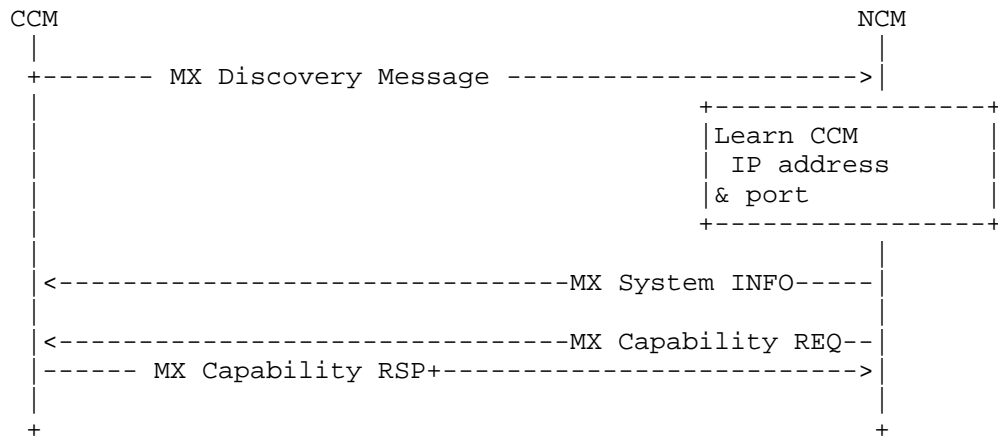 CCM NCM
MX Discovery Message
Learn CCM
IP address
& port
MX System INFO
MX Capability REQ
MX Capability RSP